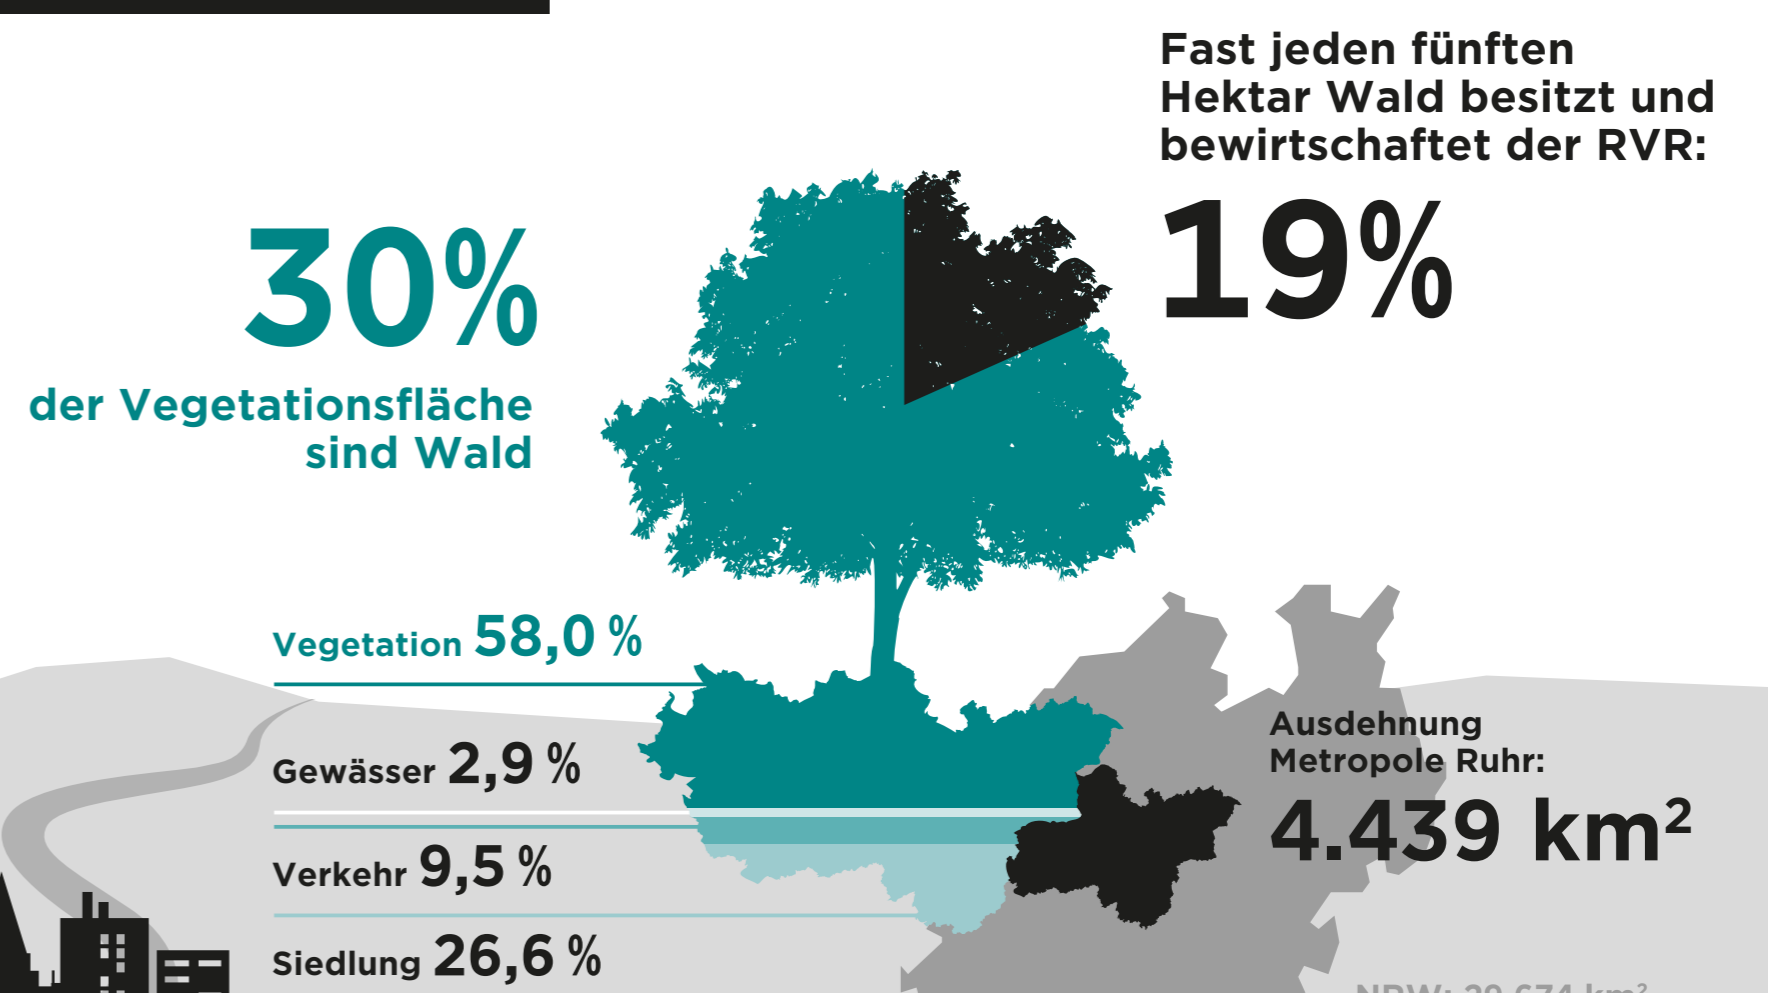 Fast jeden fünften
Hektar Wald besitzt und
bewirtschaftet der RVR:
19%
30%
der Vegetationsfläche
sind Wald
Vegetation 58,0 %
Gewässer 2,9 %
Verkehr 9,5 %
Siedlung 26,6 %
Ausdehnung
Metropole Ruhr:
4.439 km²